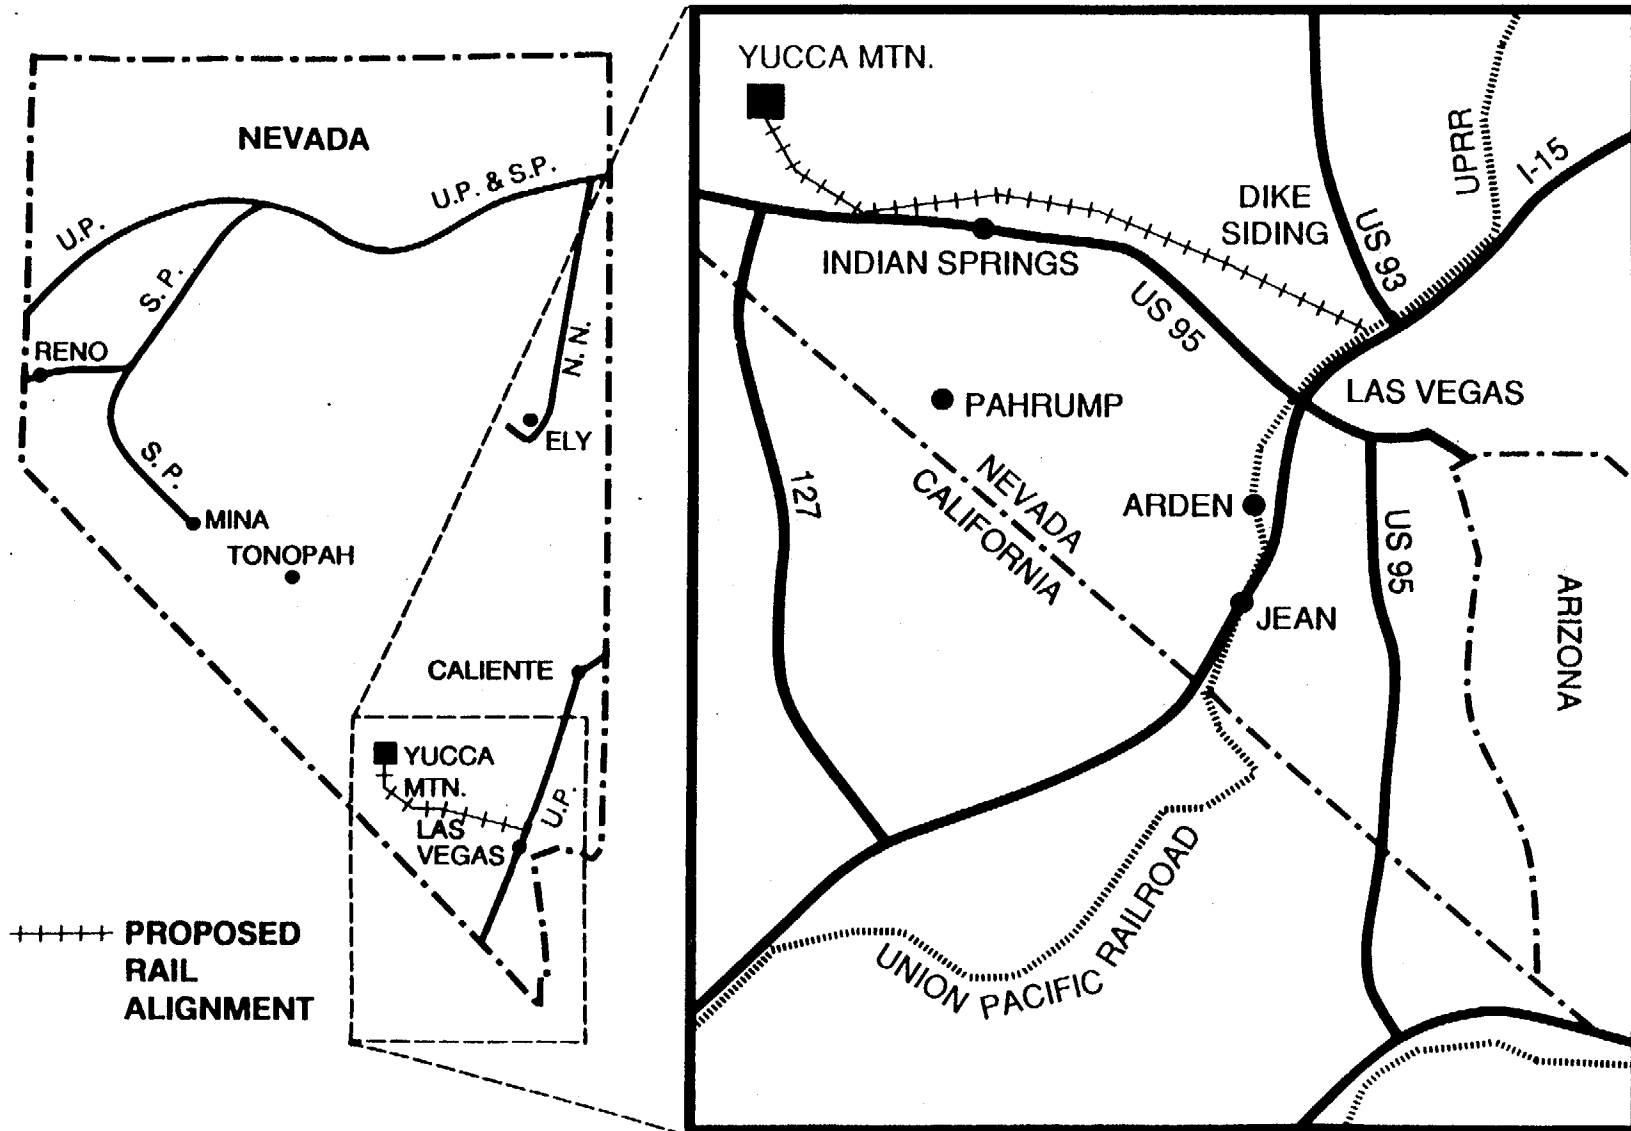 NEVADA
U.P. & S.P.
U.P.
S. P.
RENO
N. N.
ELY
S. P.
MINA
TONOPAH
CALIENTE
YUCCA
MTN.
U.P.
LAS
VEGAS
PROPOSED
RAIL
ALIGNMENT
YUCCA MTN.
UPRR
I-15
DIKE
SIDING
US 93
INDIAN SPRINGS
US 95
LAS VEGAS
PAHRUMP
NEVADA
CALIFORNIA
127
ARDEN
US 95
JEAN
ARIZONA
UNION PACIFIC RAILROAD